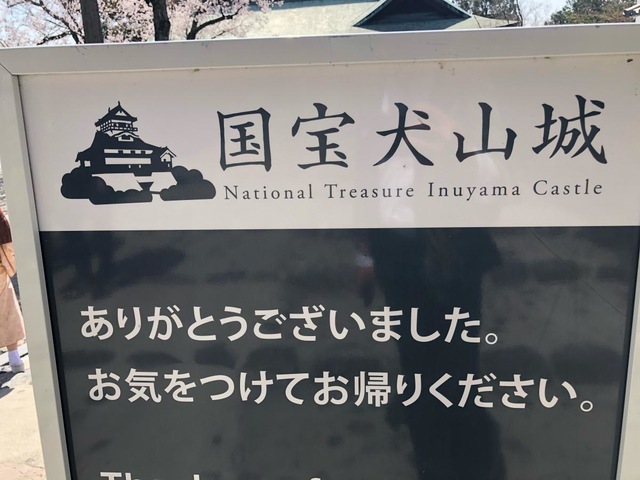 国宝犬山城
National Treasure Inuyama Castle
ありがとうございました。
お気をつけてお帰りください。